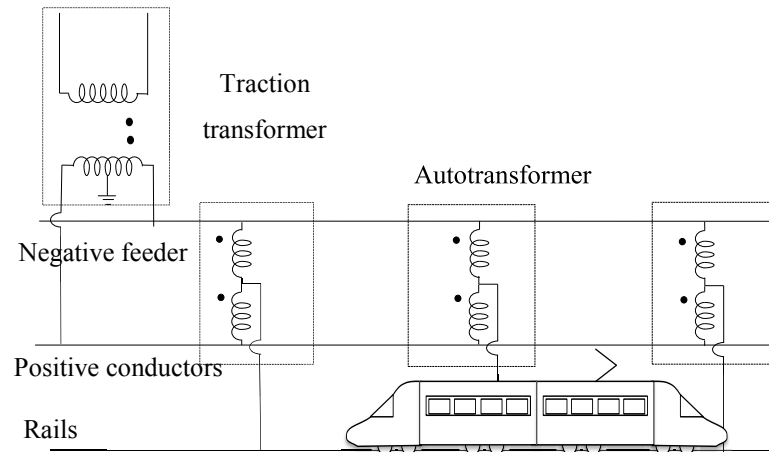 Traction
transformer
Autotransformer
Negative feeder
Positive conductors
Rails